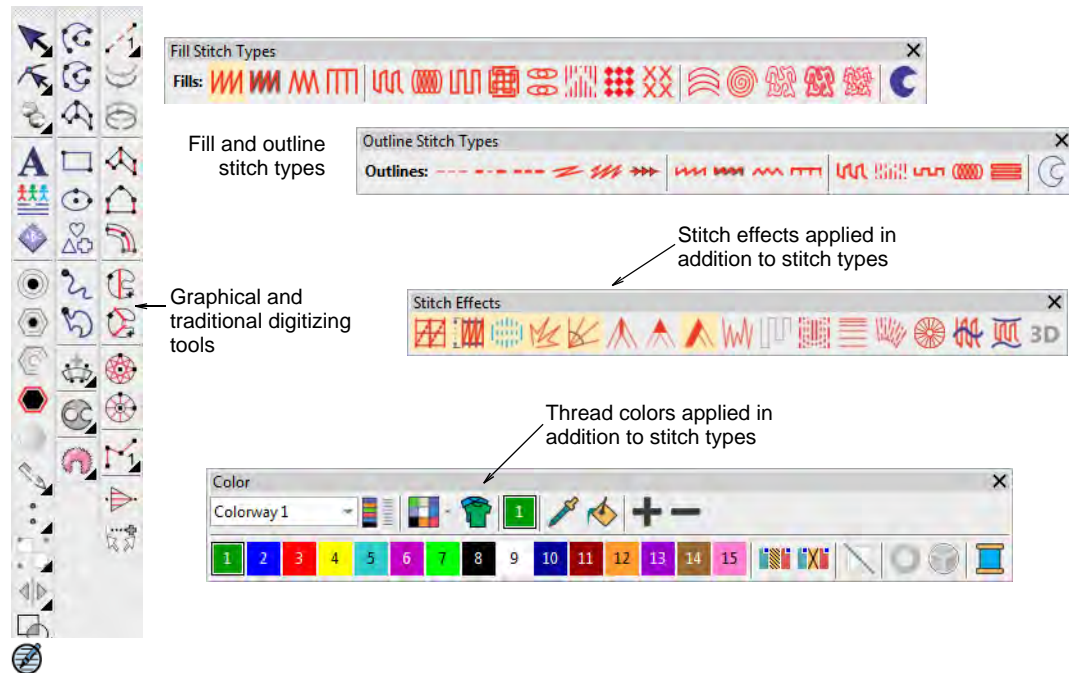 Fill Stitch Types
Fills:
Fill and outline
stitch types
Outline Stitch Types
Outlines:
Stitch effects applied in
addition to stitch types
Stitch Effects
3D
Graphical and
traditional digitizing
tools
A
1
1
Thread colors applied in
addition to stitch types
Color
Colorway 1
1
1 2 3 4 5 6 7 8 9 10 11 12 13 14 15